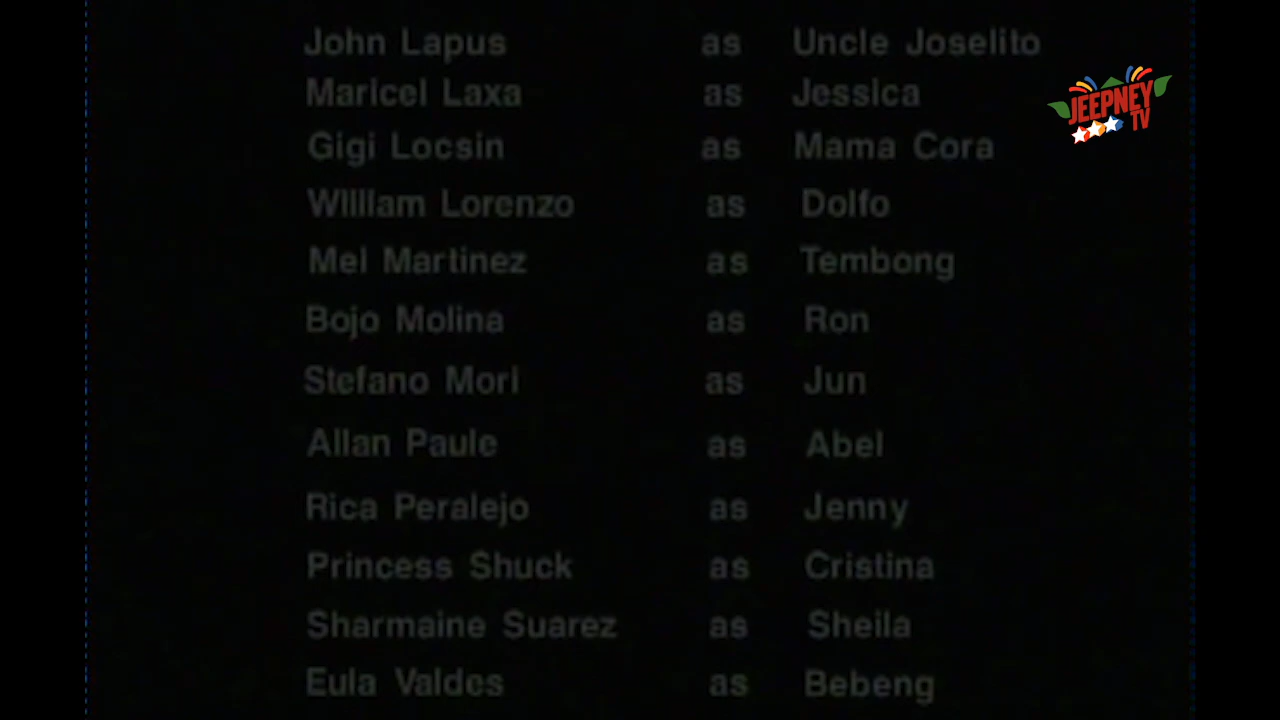 John Lapus as Uncle Joselito
Maricel Laxa as Jessica
Gigi Locsin as Mama Cora
William Lorenzo as Dolfo
Mel Martinez as Tembong
Bojo Molina as Ron
Stefano Mori as Jun
Allan Paule as Abel
Rica Peralejo as Jenny
Princess Shuck as Cristina
Sharmaine Suarez as Sheila
Eula Valdes as Bebeng
JEEPNEY
TV